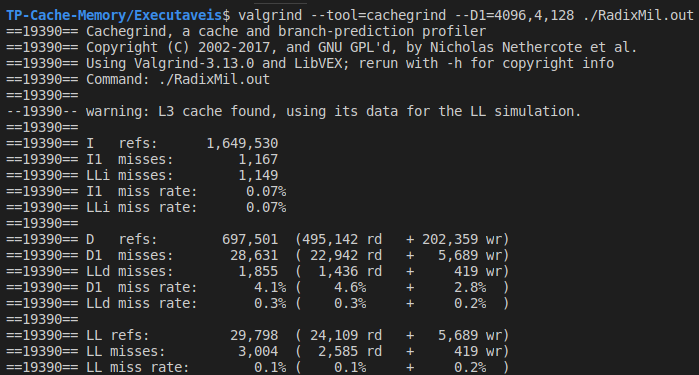 TP-Cache-Memory/Executaveis$ valgrind --tool=cachegrind --D1=4096,4,128 ./RadixMil.out
==19390== Cachegrind, a cache and branch-prediction profiler
==19390== Copyright (C) 2002-2017, and GNU GPL'd, by Nicholas Nethercote et al.
==19390== Using Valgrind-3.13.0 and LibVEX; rerun with -h for copyright info
==19390== Command: ./RadixMil.out
==19390==
--19390-- warning: L3 cache found, using its data for the LL simulation.
==19390==
==19390== I   refs:      1,649,530
==19390== I1  misses:        1,167
==19390== LLi misses:        1,149
==19390== I1  miss rate:      0.07%
==19390== LLi miss rate:      0.07%
==19390==
==19390== D   refs:        697,501  (495,142 rd   + 202,359 wr)
==19390== D1  misses:       28,631  ( 22,942 rd   +   5,689 wr)
==19390== LLd misses:        1,855  (  1,436 rd   +     419 wr)
==19390== D1  miss rate:       4.1% (    4.6%     +     2.8%  )
==19390== LLd miss rate:       0.3% (    0.3%     +     0.2%  )
==19390==
==19390== LL refs:          29,798  ( 24,109 rd   +   5,689 wr)
==19390== LL misses:         3,004  (  2,585 rd   +     419 wr)
==19390== LL miss rate:        0.1% (    0.1%     +     0.2%  )